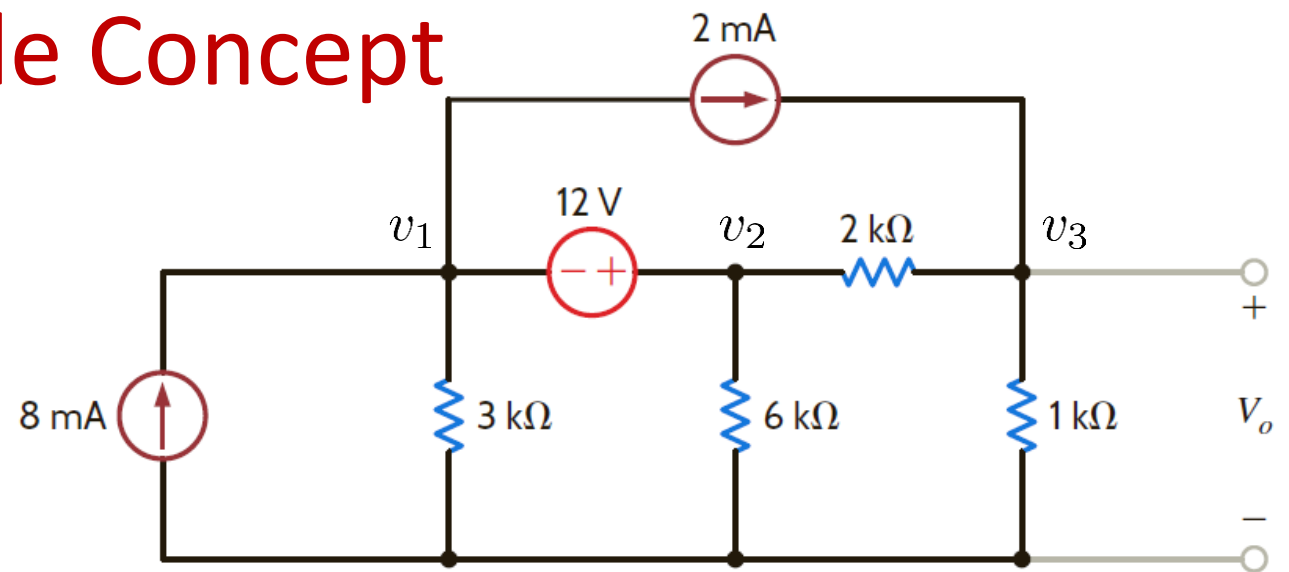 le Concept
2 mA
12 V
v₁
v₂
2 kΩ
v₃
− +
+
8 mA
3 kΩ
6 kΩ
1 kΩ
Vₒ
−